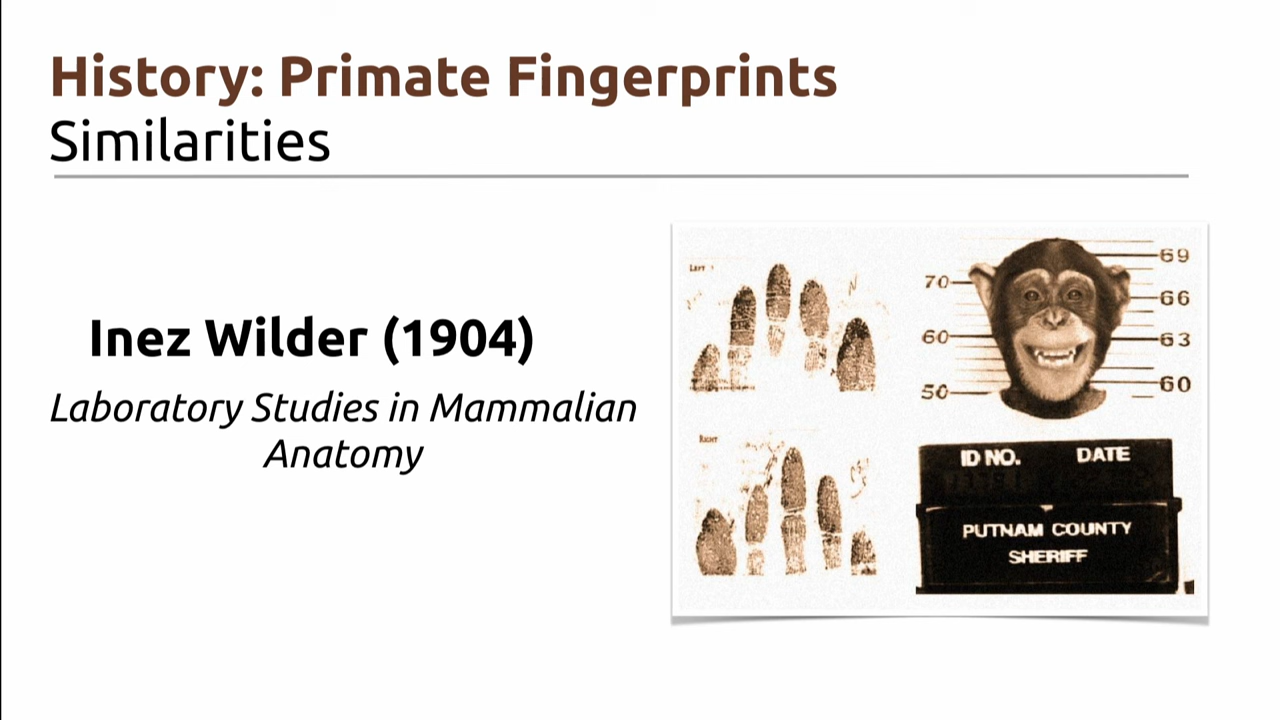 History: Primate Fingerprints
Similarities
Inez Wilder (1904)
Laboratory Studies in Mammalian
Anatomy
LEFT
RIGHT
69
70
66
60
63
50
60
ID NO. DATE
PUTNAM COUNTY
SHERIFF